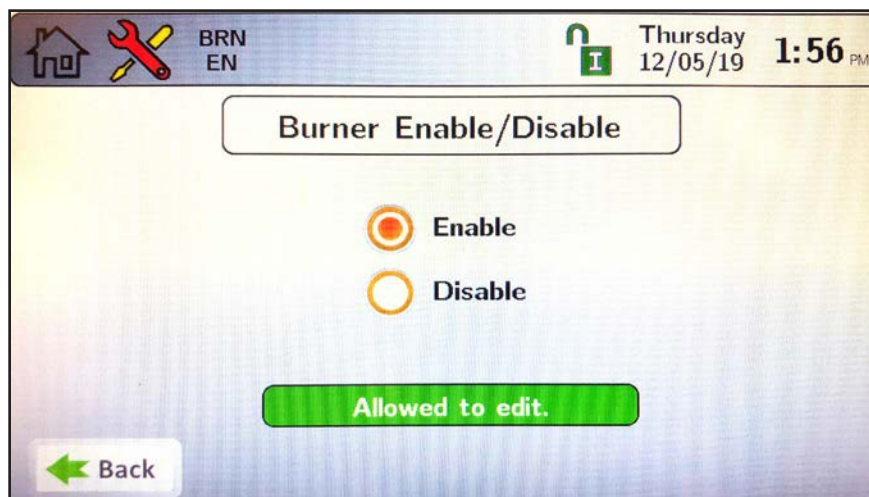 BRN
EN
I
Thursday
12/05/19
1:56 PM
Burner Enable/Disable
Enable
Disable
Allowed to edit.
Back